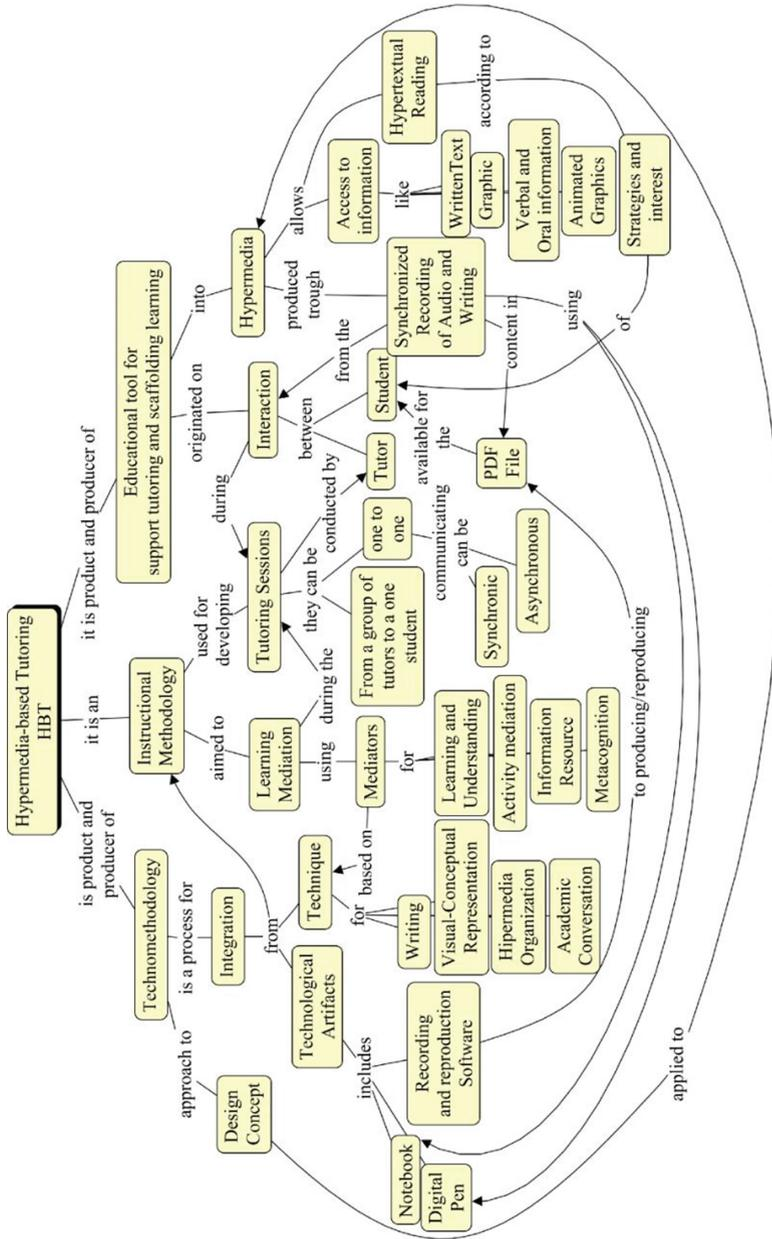 Hypermedia-based Tutoring
HBT
is product and
producer of
it is an
it is product and producer of
Technomethodology
Instructional
Methodology
Educational tool for
support tutoring and scaffolding learning
approach to
is a process for
aimed to
used for
developing
originated on
into
Design
Concept
Integration
Learning
Mediation
Tutoring Sessions
during
Interaction
Hypermedia
from
using
during the
they can be
conducted by
between
from the
produced
trough
allows
Technological
Artifacts
Technique
based on
Mediators
From a group of
tutors to a one
student
one to
one
Tutor
Student
Synchronized
Recording
of Audio and
Writing
Access to
information
Hypertextual
Reading
includes
for
for
communicating
can be
available for
the
like
according to
Notebook
Digital
Pen
Recording
and reproduction
Software
Writing
Visual-Conceptual
Representation
Hipermedia
Organization
Academic
Conversation
Learning and
Understanding
Activity mediation
Information
Resource
Metacognition
Synchronic
Asynchronous
PDF
File
content in
WrittenText
Graphic
Verbal and
Oral information
Animated
Graphics
Strategies and
interest
using
of
to producing/reproducing
applied to